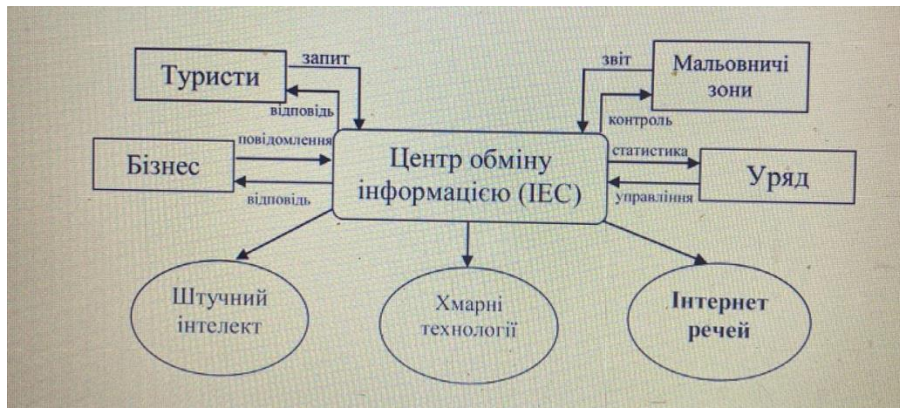 запит
звіт
Туристи
Мальовничі
зони
відповідь
контроль
повідомлення
Центр обміну
інформацією (ІЕС)
статистика
Бізнес
Уряд
відповідь
управління
Штучний
інтелект
Хмарні
технології
Інтернет
речей